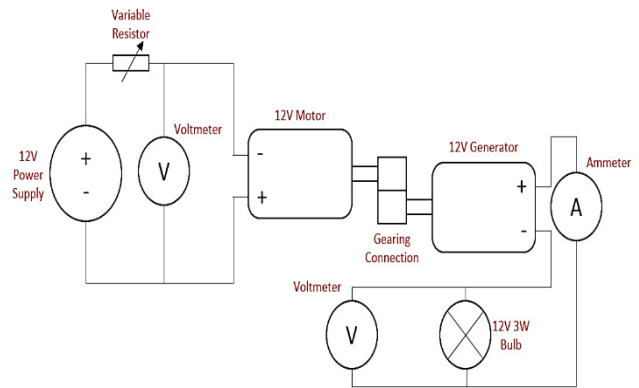 Variable
Resistor
12V
Power
Supply
+
-
Voltmeter
V
12V Motor
-
+
Gearing
Connection
12V Generator
+
-
Ammeter
A
Voltmeter
V
12V 3W
Bulb